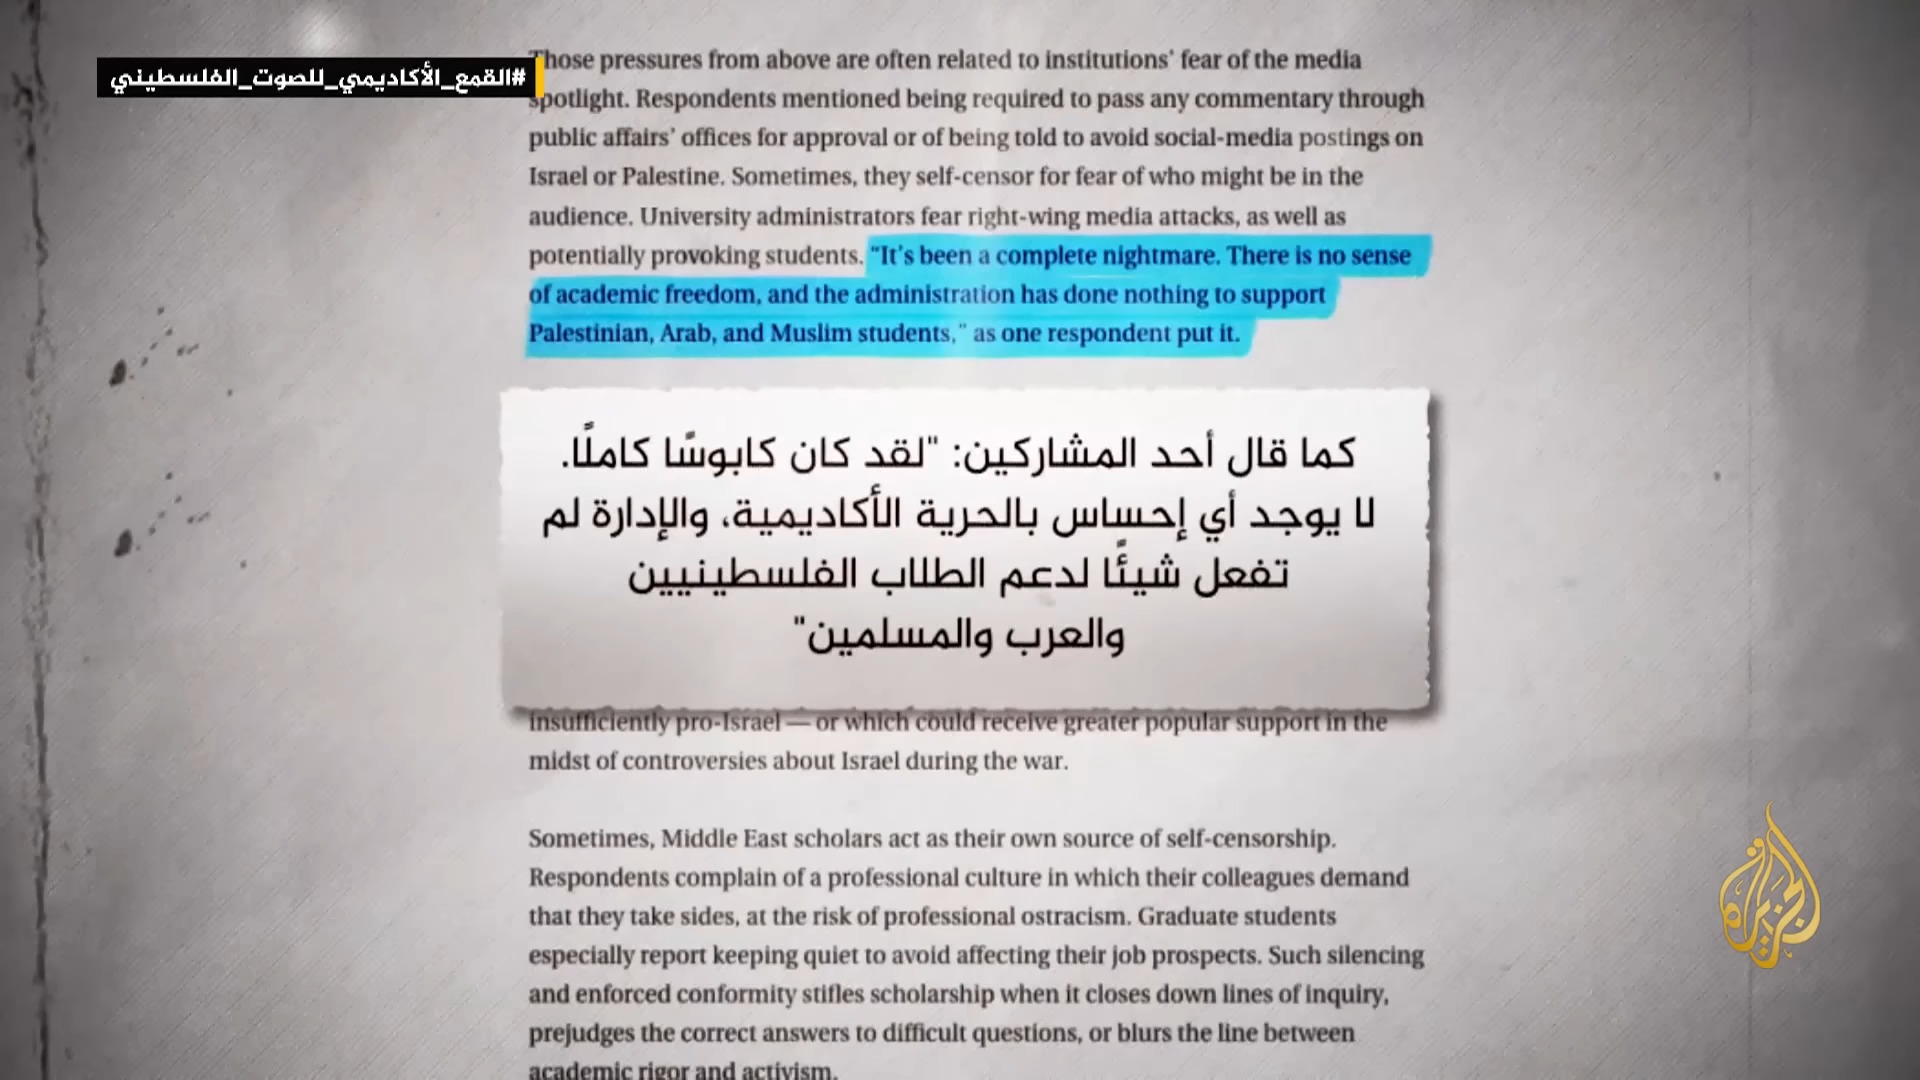 #القمع_الأكاديمي_للصوت_الفلسطيني
Those pressures from above are often related to institutions' fear of the media
spotlight. Respondents mentioned being required to pass any commentary through
public affairs' offices for approval or of being told to avoid social-media postings on
Israel or Palestine. Sometimes, they self-censor for fear of who might be in the
audience. University administrators fear right-wing media attacks, as well as
potentially provoking students. "It's been a complete nightmare. There is no sense
of academic freedom, and the administration has done nothing to support
Palestinian, Arab, and Muslim students," as one respondent put it.
كما قال أحد المشاركين: "لقد كان كابوسًا كاملًا.
لا يوجد أي إحساس بالحرية الأكاديمية، والإدارة لم
تفعل شيئًا لدعم الطلاب الفلسطينيين
والعرب والمسلمين"
insufficiently pro-Israel — or which could receive greater popular support in the
midst of controversies about Israel during the war.
Sometimes, Middle East scholars act as their own source of self-censorship.
Respondents complain of a professional culture in which their colleagues demand
that they take sides, at the risk of professional ostracism. Graduate students
especially report keeping quiet to avoid affecting their job prospects. Such silencing
and enforced conformity stifles scholarship when it closes down lines of inquiry,
prejudges the correct answers to difficult questions, or blurs the line between
academic rigor and activism.
الجزيرة